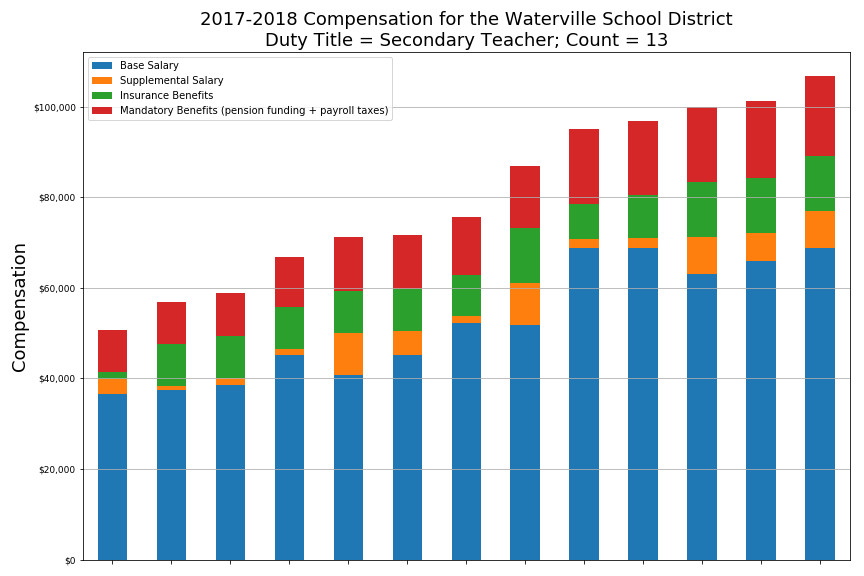 2017-2018 Compensation for the Waterville School District
Duty Title = Secondary Teacher; Count = 13
Base Salary
Supplemental Salary
Insurance Benefits
Mandatory Benefits (pension funding + payroll taxes)
$100,000
$80,000
$60,000
$40,000
$20,000
$0
Compensation